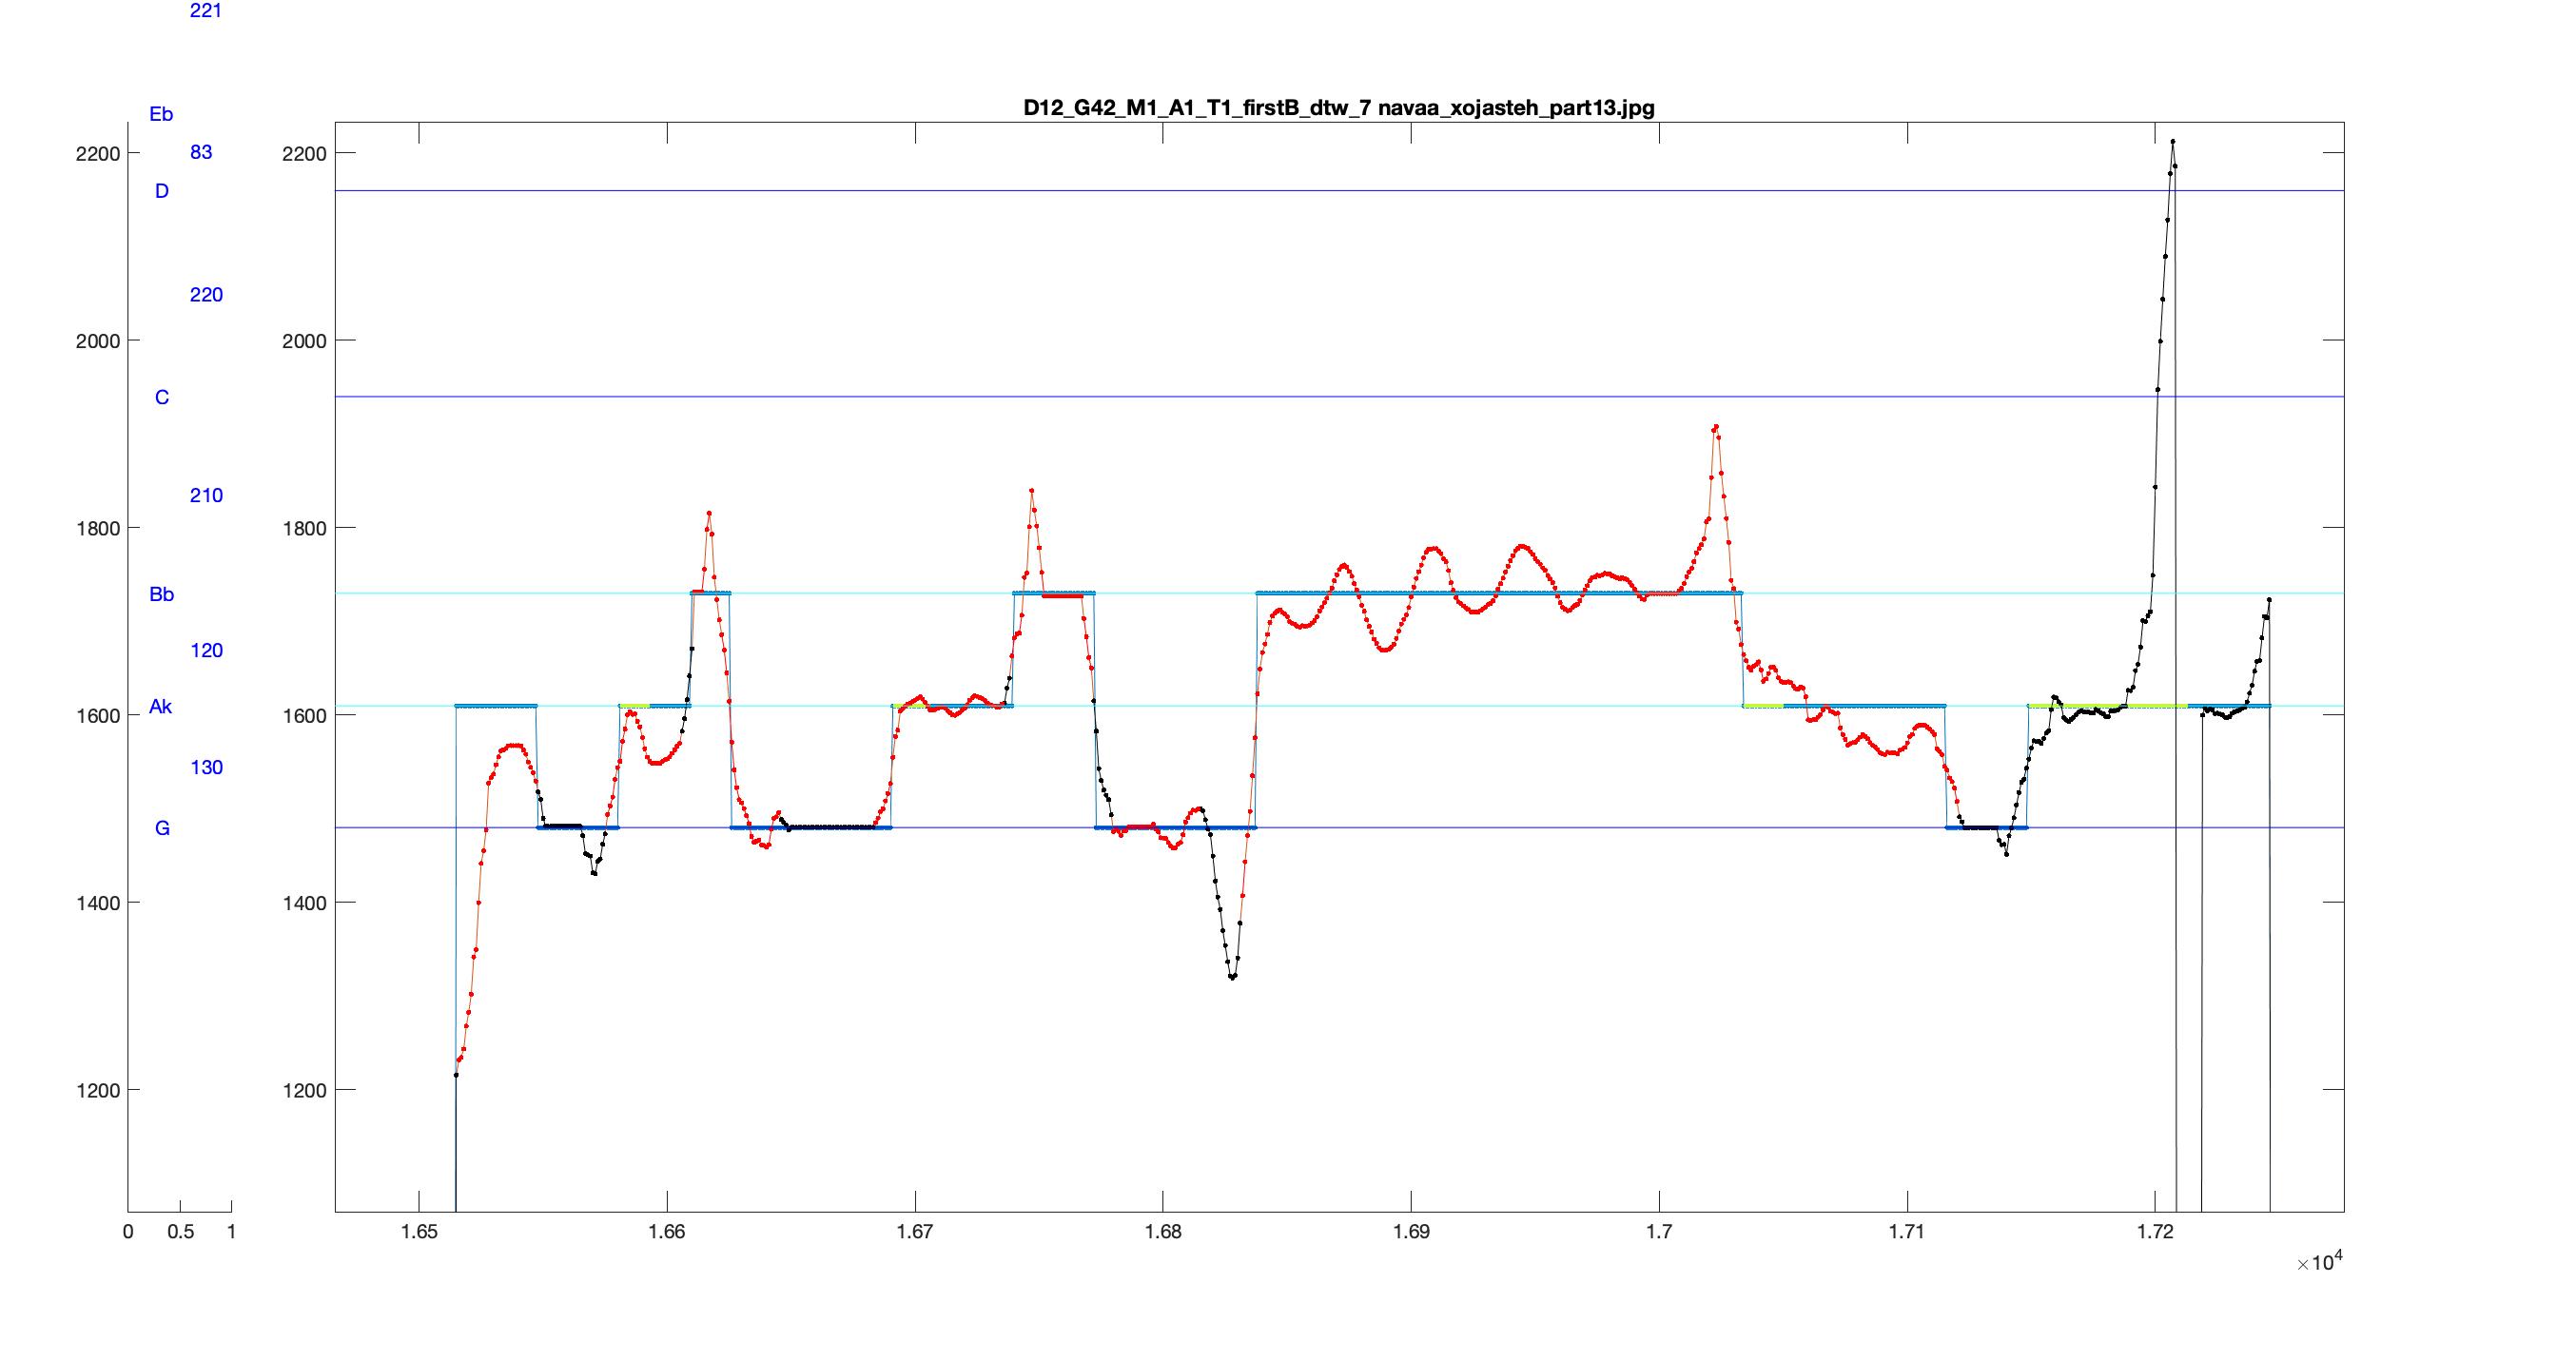 221
D12_G42_M1_A1_T1_firstB_dtw_7 navaa_xojasteh_part13.jpg
Eb
2200 83 2200
D
220
2000 2000
C
210
1800 1800
Bb
120
1600 Ak 1600
130
G
1400 1400
1200 1200
0 0.5 1 1.65 1.66 1.67 1.68 1.69 1.7 1.71 1.72
×10^4